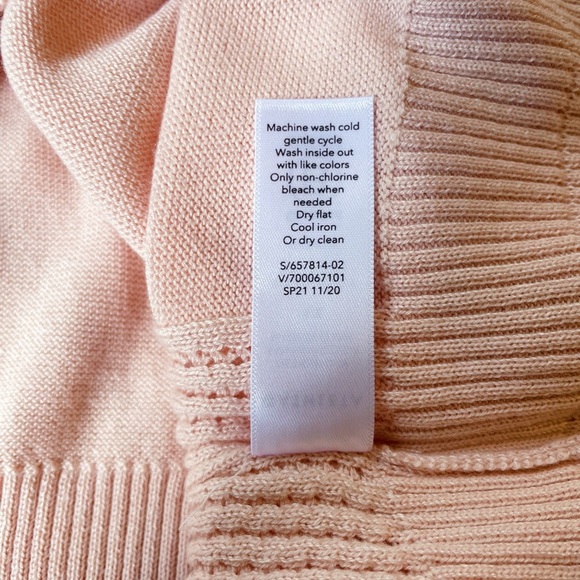 Machine wash cold
gentle cycle
Wash inside out
with like colors
Only non-chlorine
bleach when
needed
Dry flat
Cool iron
Or dry clean
S/657814-02
V/700067101
SP21 11/20